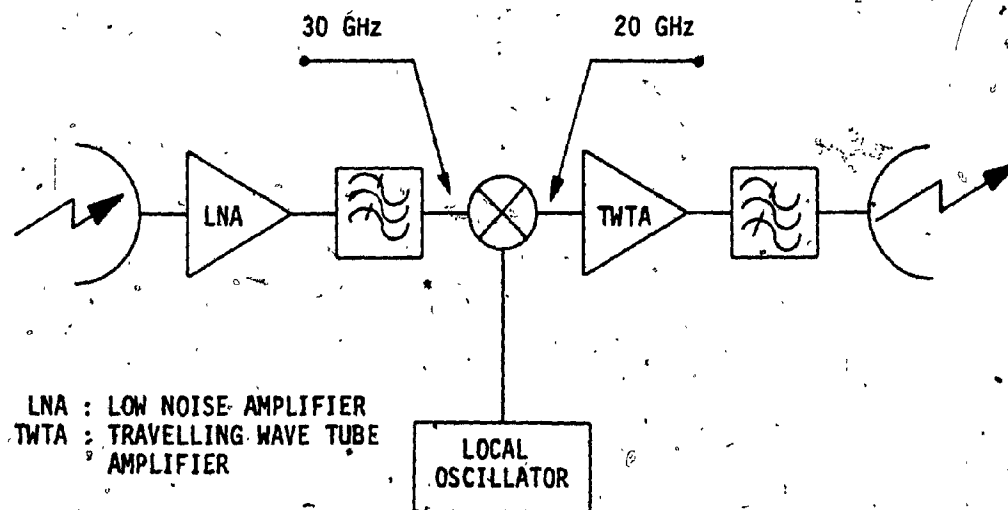 30 GHz
20 GHz
LNA
TWTA
LNA : LOW NOISE AMPLIFIER
TWTA : TRAVELLING WAVE TUBE
AMPLIFIER
LOCAL
OSCILLATOR